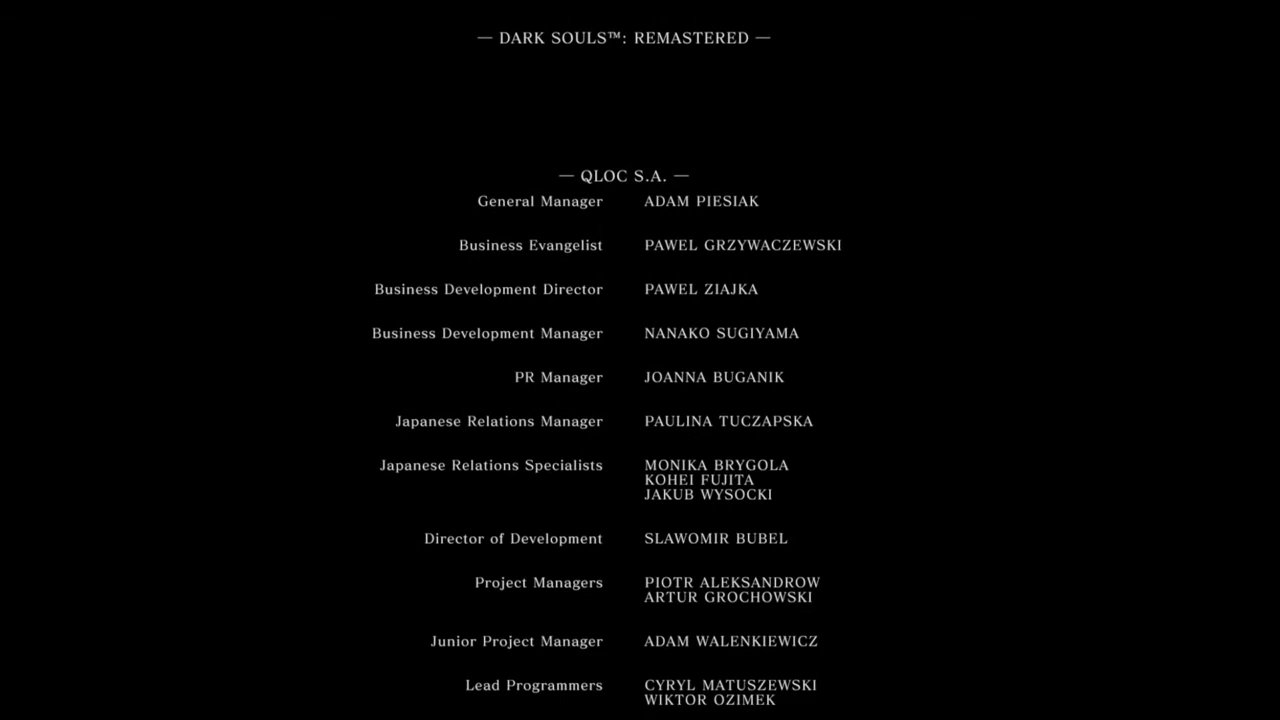 — DARK SOULS™: REMASTERED —
— QLOC S.A. —
General Manager ADAM PIESIAK
Business Evangelist PAWEL GRZYWACZEWSKI
Business Development Director PAWEL ZIAJKA
Business Development Manager NANAKO SUGIYAMA
PR Manager JOANNA BUGANIK
Japanese Relations Manager PAULINA TUCZAPSKA
Japanese Relations Specialists MONIKA BRYGOLA
KOHEI FUJITA
JAKUB WYSOCKI
Director of Development SLAWOMIR BUBEL
Project Managers PIOTR ALEKSANDROW
ARTUR GROCHOWSKI
Junior Project Manager ADAM WALENKIEWICZ
Lead Programmers CYRYL MATUSZEWSKI
WIKTOR OZIMEK